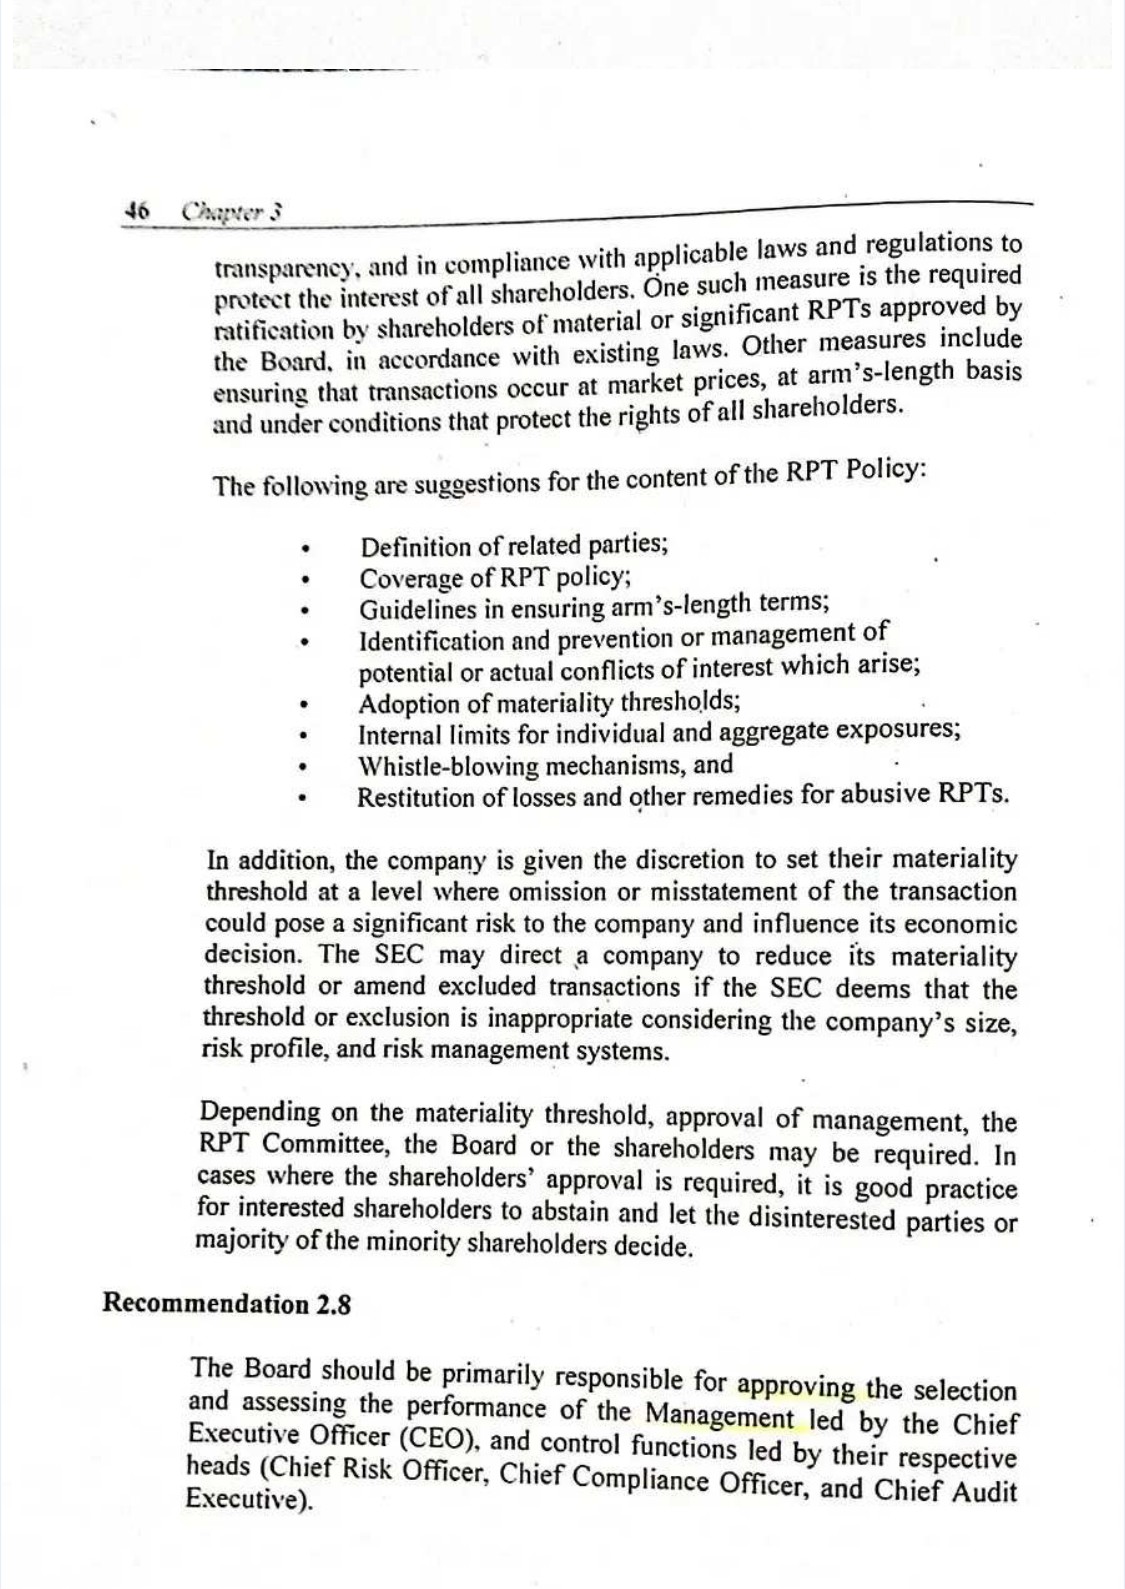 46 Chapter 3
transparency, and in compliance with applicable laws and regulations to
protect the interest of all shareholders. One such measure is the required
ratification by shareholders of material or significant RPTs approved by
the Board, in accordance with existing laws. Other measures include
ensuring that transactions occur at market prices, at arm's-length basis
and under conditions that protect the rights of all shareholders.
The following are suggestions for the content of the RPT Policy:
• Definition of related parties;
• Coverage of RPT policy;
• Guidelines in ensuring arm's-length terms;
• Identification and prevention or management of
potential or actual conflicts of interest which arise;
• Adoption of materiality thresholds;
• Internal limits for individual and aggregate exposures;
• Whistle-blowing mechanisms, and
• Restitution of losses and other remedies for abusive RPTs.
In addition, the company is given the discretion to set their materiality
threshold at a level where omission or misstatement of the transaction
could pose a significant risk to the company and influence its economic
decision. The SEC may direct a company to reduce its materiality
threshold or amend excluded transactions if the SEC deems that the
threshold or exclusion is inappropriate considering the company's size,
risk profile, and risk management systems.
Depending on the materiality threshold, approval of management, the
RPT Committee, the Board or the shareholders may be required. In
cases where the shareholders' approval is required, it is good practice
for interested shareholders to abstain and let the disinterested parties or
majority of the minority shareholders decide.
Recommendation 2.8
The Board should be primarily responsible for approving the selection
and assessing the performance of the Management led by the Chief
Executive Officer (CEO), and control functions led by their respective
heads (Chief Risk Officer, Chief Compliance Officer, and Chief Audit
Executive).